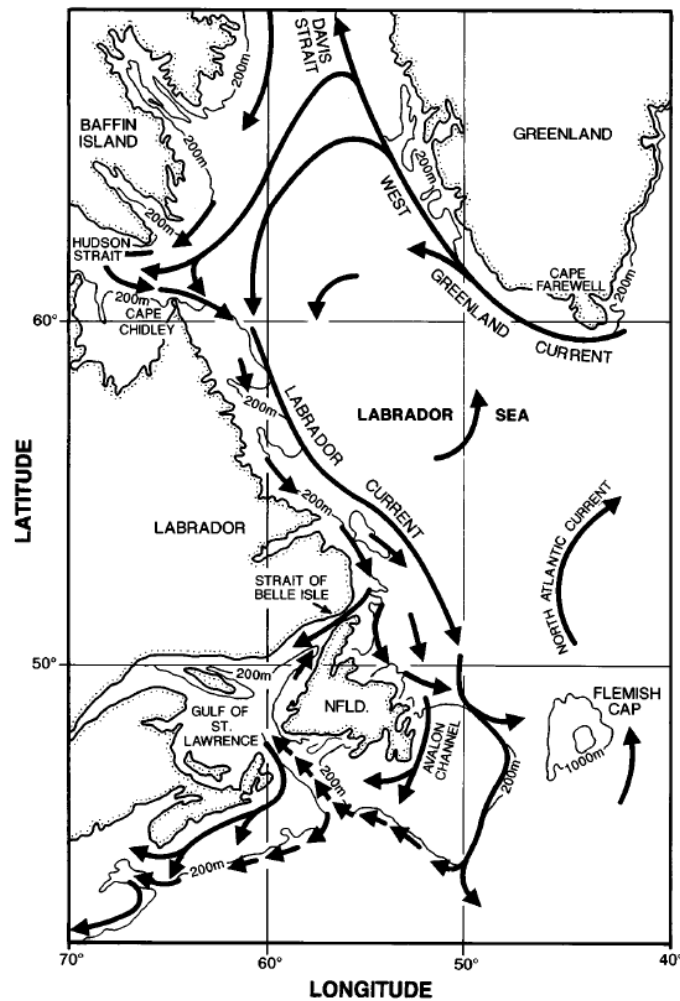 DAVIS
STRAIT
200m
BAFFIN
ISLAND
200m
GREENLAND
200m
WEST
200m
HUDSON
STRAIT
200m
CAPE
CHIDLEY
GREENLAND
CAPE
FAREWELL
200m
CURRENT
60°
200m
LABRADOR
LABRADOR SEA
CURRENT
200m
LABRADOR
NORTH ATLANTIC CURRENT
STRAIT OF
BELLE ISLE
50°
200m
NFLD.
FLEMISH
CAP
GULF OF
ST.
LAWRENCE
AVALON
CHANNEL
1000m
200m
200m
200m
70°
60°
50°
40°
LATITUDE
LONGITUDE